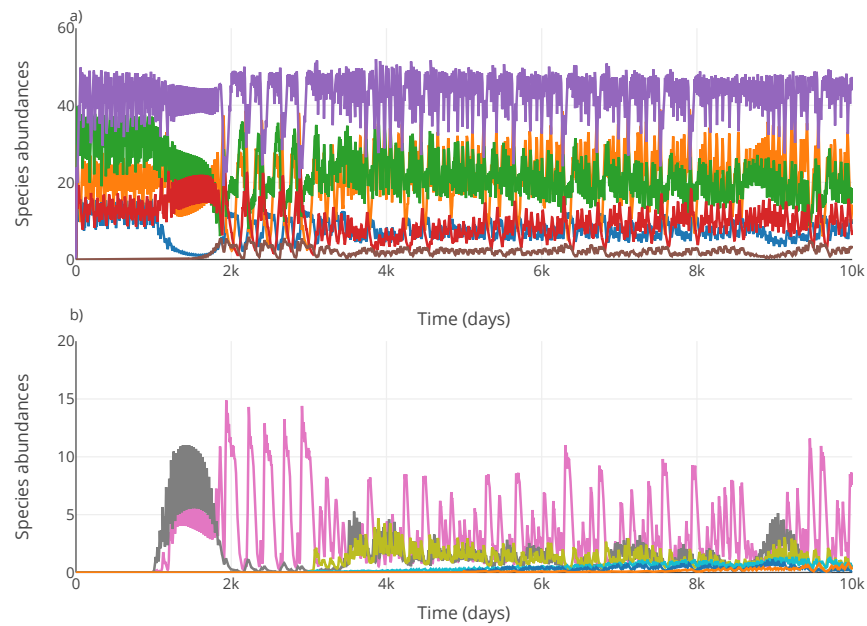 a)
60
40
20
0
Species abundances
0 2k 4k 6k 8k 10k
Time (days)
b)
20
15
10
5
0
Species abundances
0 2k 4k 6k 8k 10k
Time (days)